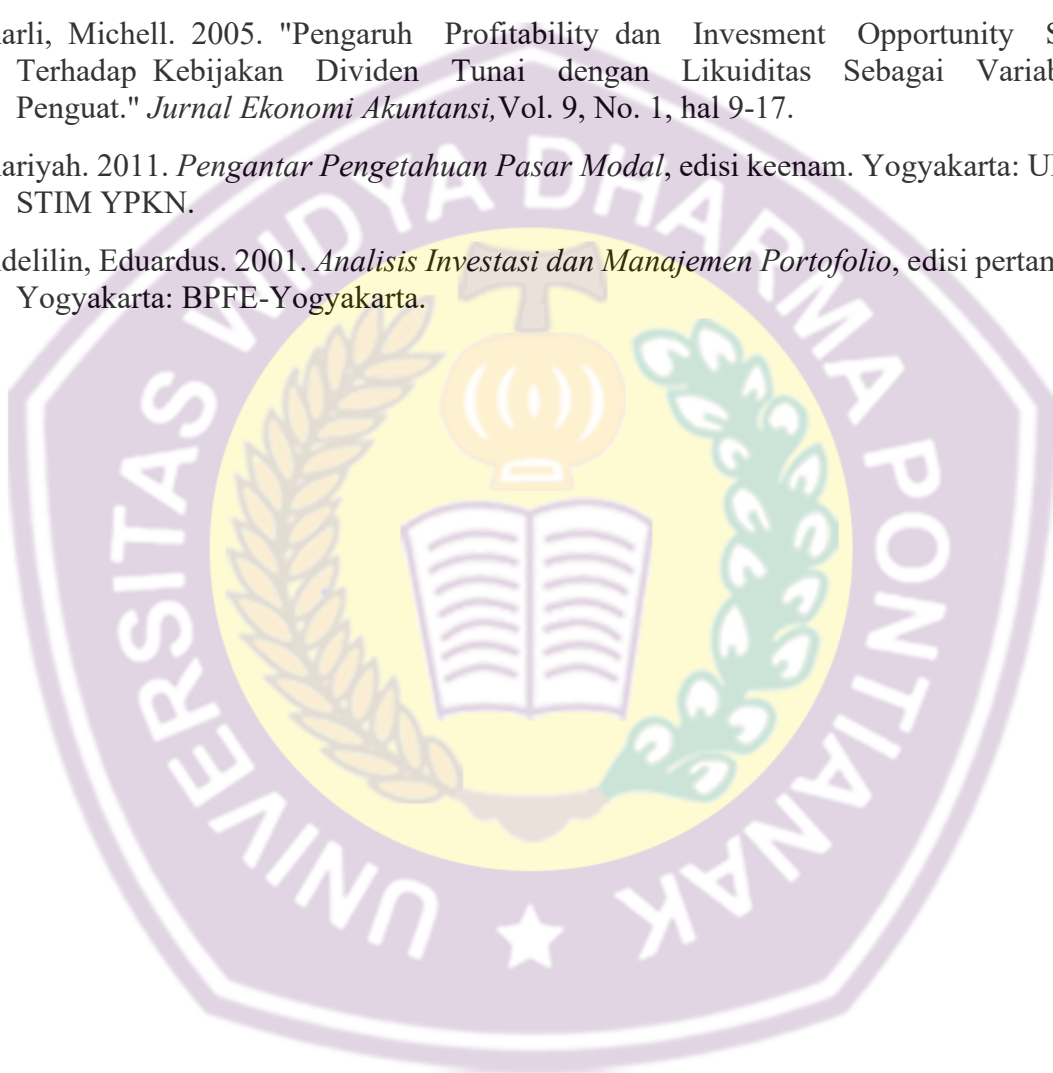 arli, Michell. 2005. "Pengaruh Profitability dan Invesment Opportunity S
Terhadap Kebijakan Dividen Tunai dengan Likuiditas Sebagai Variab
Penguat." Jurnal Ekonomi Akuntansi,Vol. 9, No. 1, hal 9-17.
ariyah. 2011. Pengantar Pengetahuan Pasar Modal, edisi keenam. Yogyakarta: U
STIM YPKN.
delilin, Eduardus. 2001. Analisis Investasi dan Manajemen Portofolio, edisi pertam
Yogyakarta: BPFE-Yogyakarta.
UNIVERSITAS WIDYA DHARMA PONTIANAK